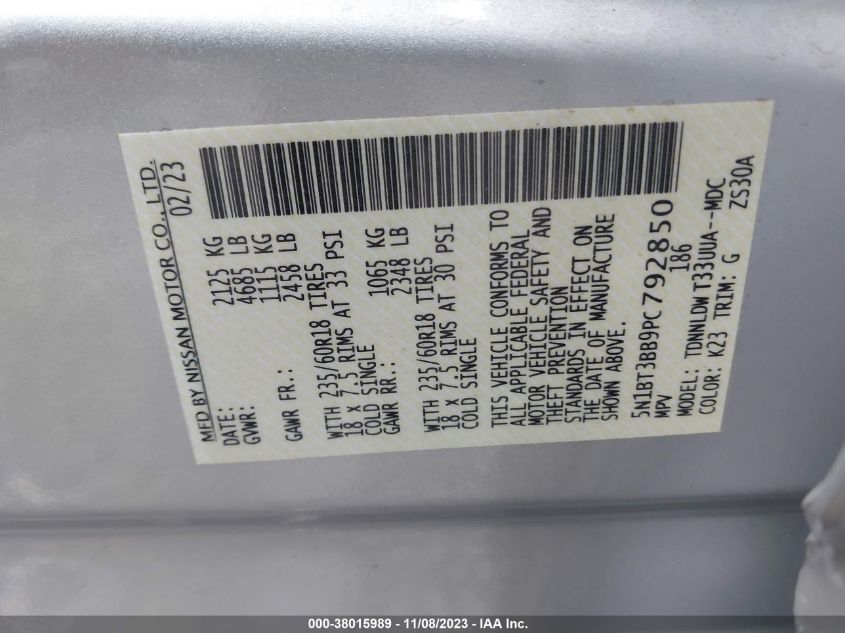 MFD BY NISSAN MOTOR CO., LTD.
DATE: 02/23
GVWR: 2125 KG
4685 LB
GAWR FR.: 1115 KG
2458 LB
WITH 235/60R18 TIRES
18 x 7.5 RIMS AT 33 PSI
COLD SINGLE
GAWR RR.: 1065 KG
2348 LB
WITH 235/60R18 TIRES
18 x 7.5 RIMS AT 30 PSI
COLD SINGLE
THIS VEHICLE CONFORMS TO
ALL APPLICABLE FEDERAL
MOTOR VEHICLE SAFETY AND
THEFT PREVENTION
STANDARDS IN EFFECT ON
THE DATE OF MANUFACTURE
SHOWN ABOVE.
5N1BT3BB9PC792850
MPV 186
MODEL: TDNNLDW T33UUA--MDC
COLOR: K23 TRIM: G ZS30A
000-38015989 - 11/08/2023 - IAA Inc.